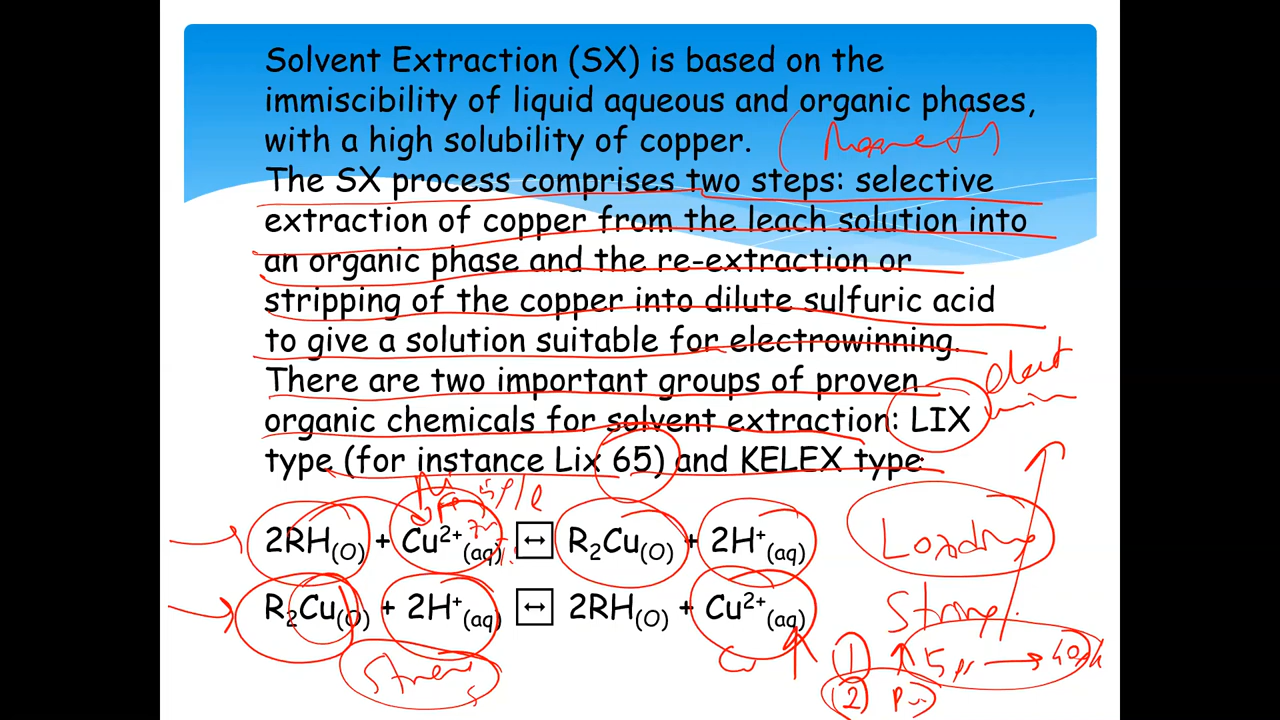 Solvent Extraction (SX) is based on the
immiscibility of liquid aqueous and organic phases,
with a high solubility of copper.
The SX process comprises two steps: selective
extraction of copper from the leach solution into
an organic phase and the re-extraction or
stripping of the copper into dilute sulfuric acid
to give a solution suitable for electrowinning.
There are two important groups of proven
organic chemicals for solvent extraction: LIX
type (for instance Lix 65) and KELEX type
2RH(O) + Cu²⁺(aq) ↔ R₂Cu(O) + 2H⁺(aq)
Loading
R₂Cu(O) + 2H⁺(aq) ↔ 2RH(O) + Cu²⁺(aq)
Cu ↑ (1) ↑
(2)